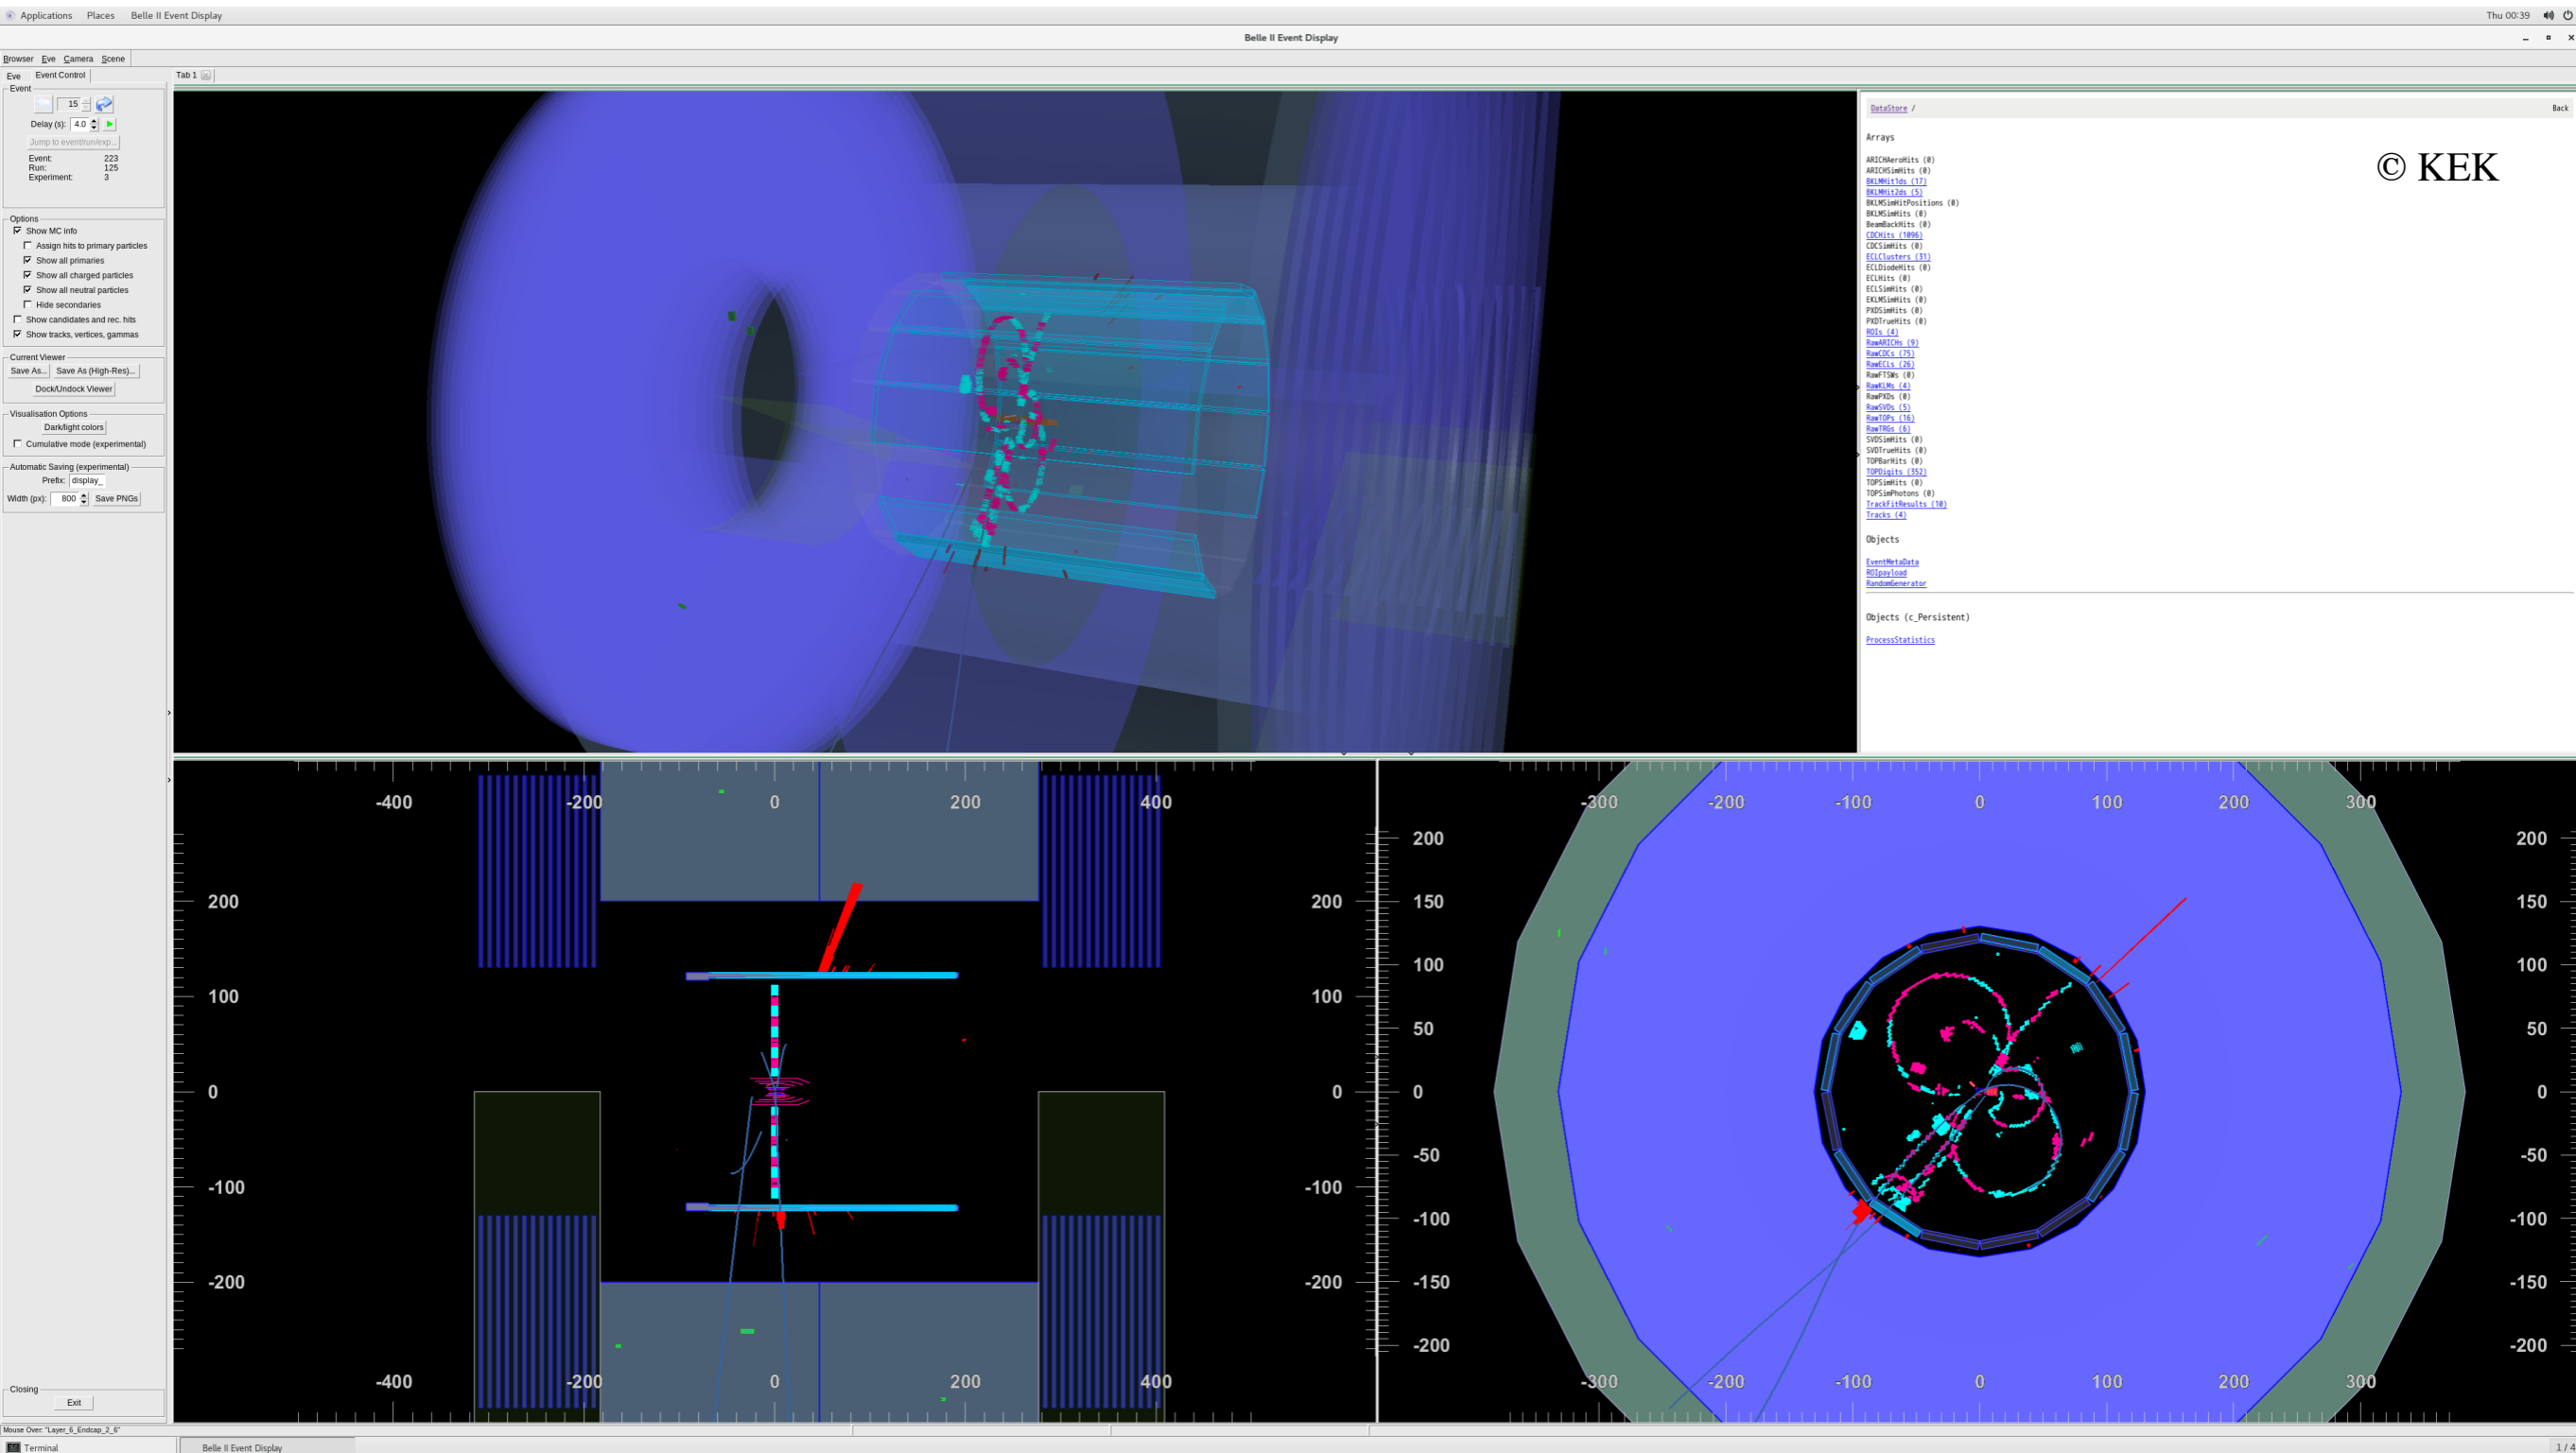 Applications Places Belle II Event Display Thu 00:39
Belle II Event Display
Browser Eve Camera Scene
Eve Event Control
Tab 1
Event
15
Delay (s): 4.0
Jump to event/run/exp...
Event: 223
Run: 125
Experiment: 3
Options
Show MC info
Assign hits to primary particles
Show all primaries
Show all charged particles
Show all neutral particles
Hide secondaries
Show candidates and rec. hits
Show tracks, vertices, gammas
Current Viewer
Save As... Save As (High-Res)...
Dock/Undock Viewer
Visualisation Options
Dark/light colors
Cumulative mode (experimental)
Automatic Saving (experimental)
Prefix: display_
Width (px): 800 Save PNGs
Closing
Exit
DataStore / Back
Arrays
© KEK
ARICHAeroHits (0)
ARICHSimHits (0)
BKLMHit1ds (17)
BKLMHit2ds (5)
BKLMSimHitPositions (0)
BKLMSimHits (0)
BeamBackHits (0)
CDCHits (1096)
CDCSimHits (0)
ECLClusters (31)
ECLDiodeHits (0)
ECLHits (0)
ECLSimHits (0)
EKLMSimHits (0)
PXDSimHits (0)
PXDTrueHits (0)
ROIs (4)
RawARICHs (9)
RawCDCs (75)
RawECLs (26)
RawFTSWs (0)
RawKLMs (4)
RawPXDs (0)
RawSVDs (5)
RawTOPs (16)
RawTRGs (6)
SVDSimHits (0)
SVDTrueHits (0)
TOPBarHits (0)
TOPDigits (352)
TOPSimHits (0)
TOPSimPhotons (0)
TrackFitResults (10)
Tracks (4)
Objects
EventMetaData
ROIpayload
RandomGenerator
Objects (c_Persistent)
ProcessStatistics
-400 -200 0 200 400
200 200
100 100
0 0
-100 -100
-200 -200
-400 -200 0 200 400
-300 -200 -100 0 100 200 300
200 200
150 150
100 100
50 50
0 0
-50 -50
-100 -100
-150 -150
-200 -200
-300 -200 -100 0 100 200 300
Mouse Over: "Layer_6_Endcap_2_6"
Terminal Belle II Event Display 1 / 4